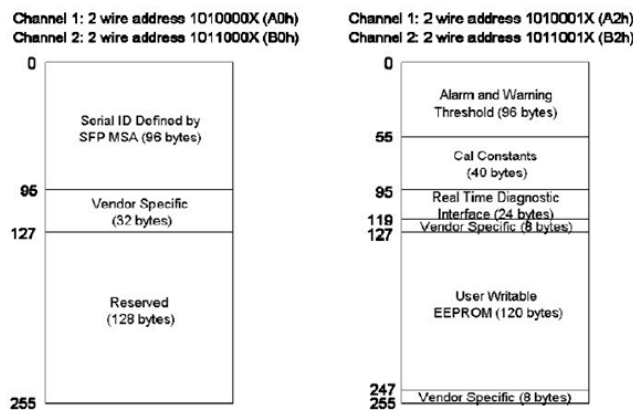 Channel 1: 2 wire address 1010000X (A0h)
Channel 2: 2 wire address 1011000X (B0h)
0
Serial ID Defined by
SFP MSA (96 bytes)
95
Vendor Specific
(32 bytes)
127
Reserved
(128 bytes)
255
Channel 1: 2 wire address 1010001X (A2h)
Channel 2: 2 wire address 1011001X (B2h)
0
Alarm and Warning
Threshold (96 bytes)
55
Cal Constants
(40 bytes)
95
Real Time Diagnostic
Interface (24 bytes)
119
Vendor Specific (8 bytes)
127
User Writable
EEPROM (120 bytes)
247
Vendor Specific (8 bytes)
255